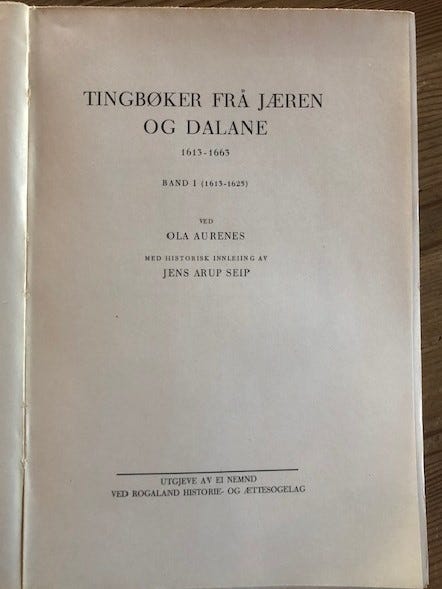 TINGBØKER FRÅ JÆREN
OG DALANE
1613-1663
BAND I (1613-1625)
VED
OLA AURENES
MED HISTORISK INNLEIING AV
JENS ARUP SEIP
UTGJEVE AV EI NEMND
VED ROGALAND HISTORIE- OG ÆTTESOGELAG